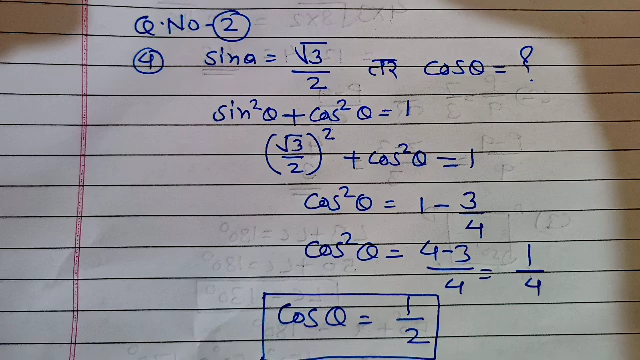 Q.No-②
④ sinθ = √3/2 तर cosθ = ?
sin²θ + cos²θ = 1
(√3/2)² + cos²θ = 1
cos²θ = 1 - 3/4
cos²θ = 4-3/4 = 1/4
cosθ = 1/2